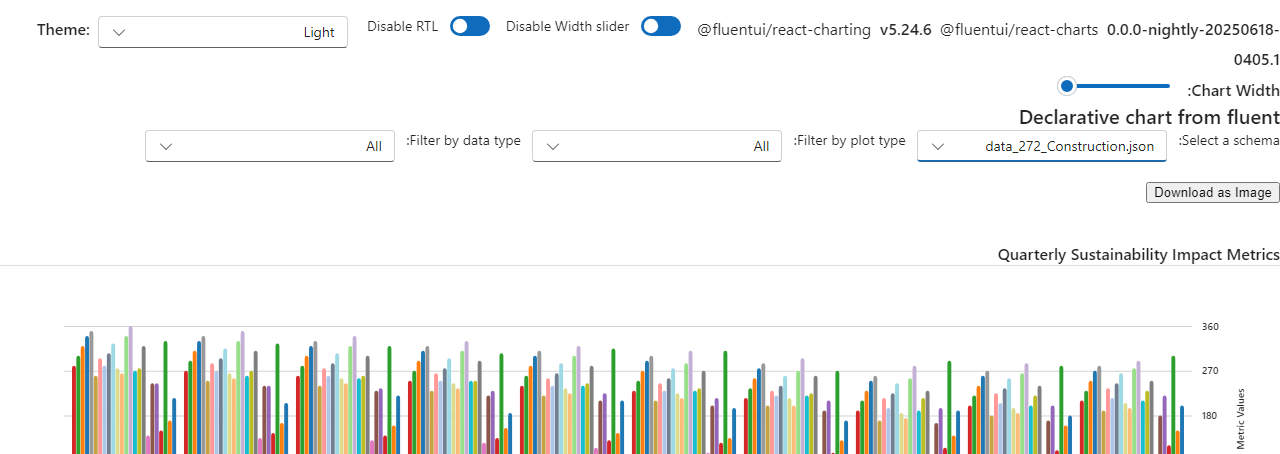 Theme: Light Disable RTL Disable Width slider @fluentui/react-charting v5.24.6 @fluentui/react-charts 0.0.0-nightly-20250618-
0405.1
:Chart Width
Declarative chart from fluent
:Select a schema data_272_Construction.json :Filter by plot type All :Filter by data type All
Download as Image
Quarterly Sustainability Impact Metrics
360
270
180
Metric Values